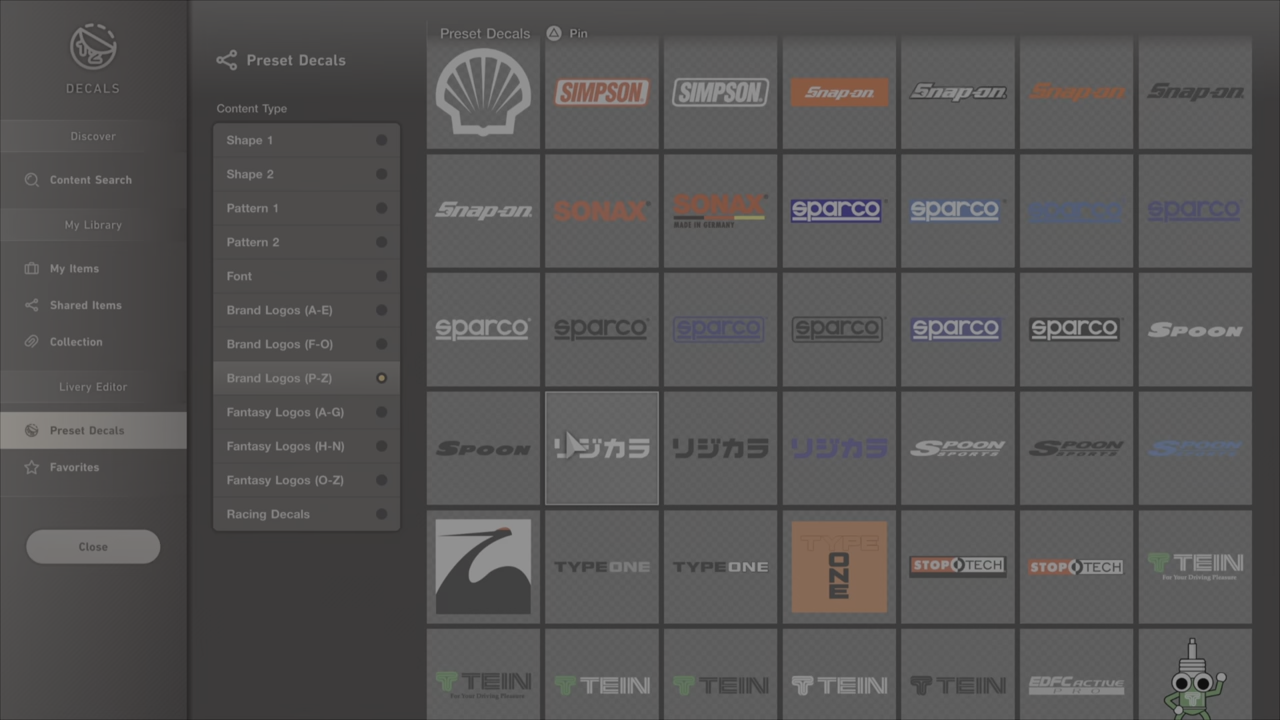 DECALS
Discover
Content Search
My Library
My Items
Shared Items
Collection
Livery Editor
Preset Decals
Favorites
Close
Preset Decals
Content Type
Shape 1
Shape 2
Pattern 1
Pattern 2
Font
Brand Logos (A-E)
Brand Logos (F-O)
Brand Logos (P-Z)
Fantasy Logos (A-G)
Fantasy Logos (H-N)
Fantasy Logos (O-Z)
Racing Decals
Preset Decals Pin
SIMPSON SIMPSON Snap-on Snap-on Snap-on Snap-on
Snap-on SONAX SONAX sparco sparco sparco sparco
MADE IN GERMANY
sparco sparco sparco sparco sparco sparco SPOON
SPOON リジカラ リジカラ リジカラ SPOON SPOON SPOON
SPORTS SPORTS SPORTS
TYPEONE TYPEONE TYPE ONE STOPTECH STOPTECH TEIN
For Your Driving Pleasure
TEIN TEIN TEIN TEIN TEIN EDFC ACTIVE
For Your Driving Pleasure PRO